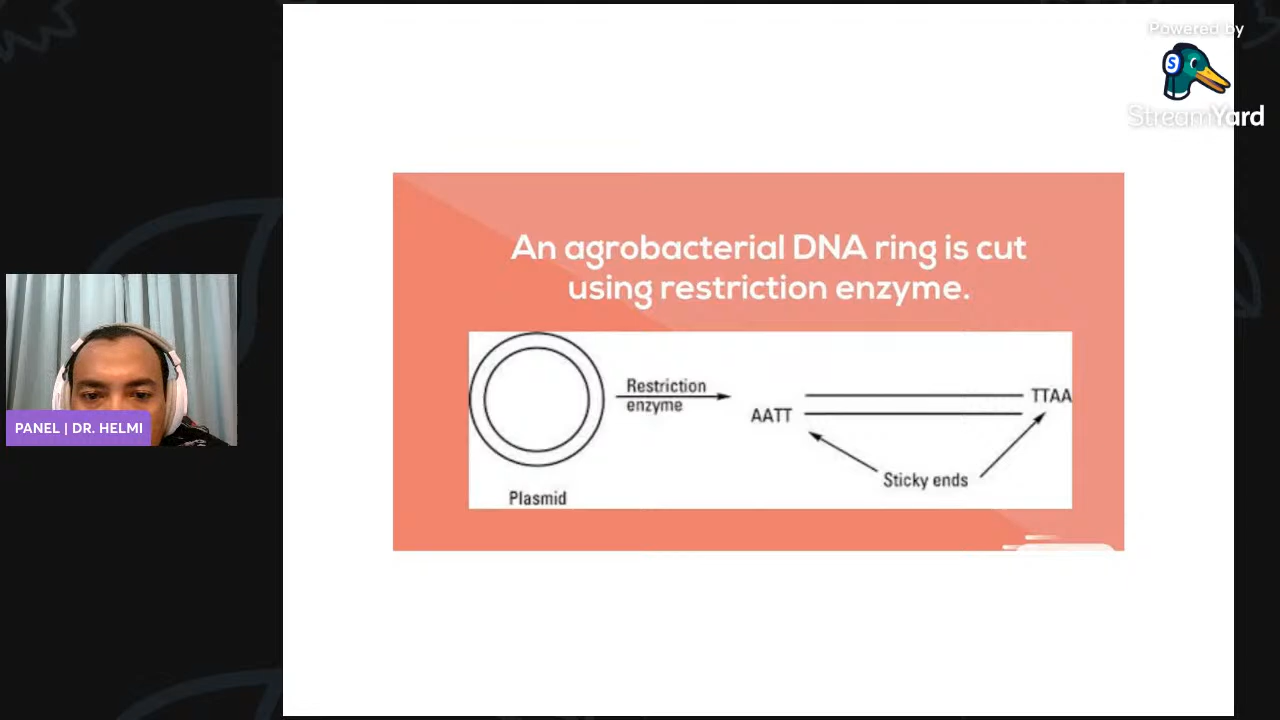 Powered by
StreamYard
An agrobacterial DNA ring is cut
using restriction enzyme.
Restriction
enzyme
TTAA
AATT
Sticky ends
Plasmid
PANEL | DR. HELMI